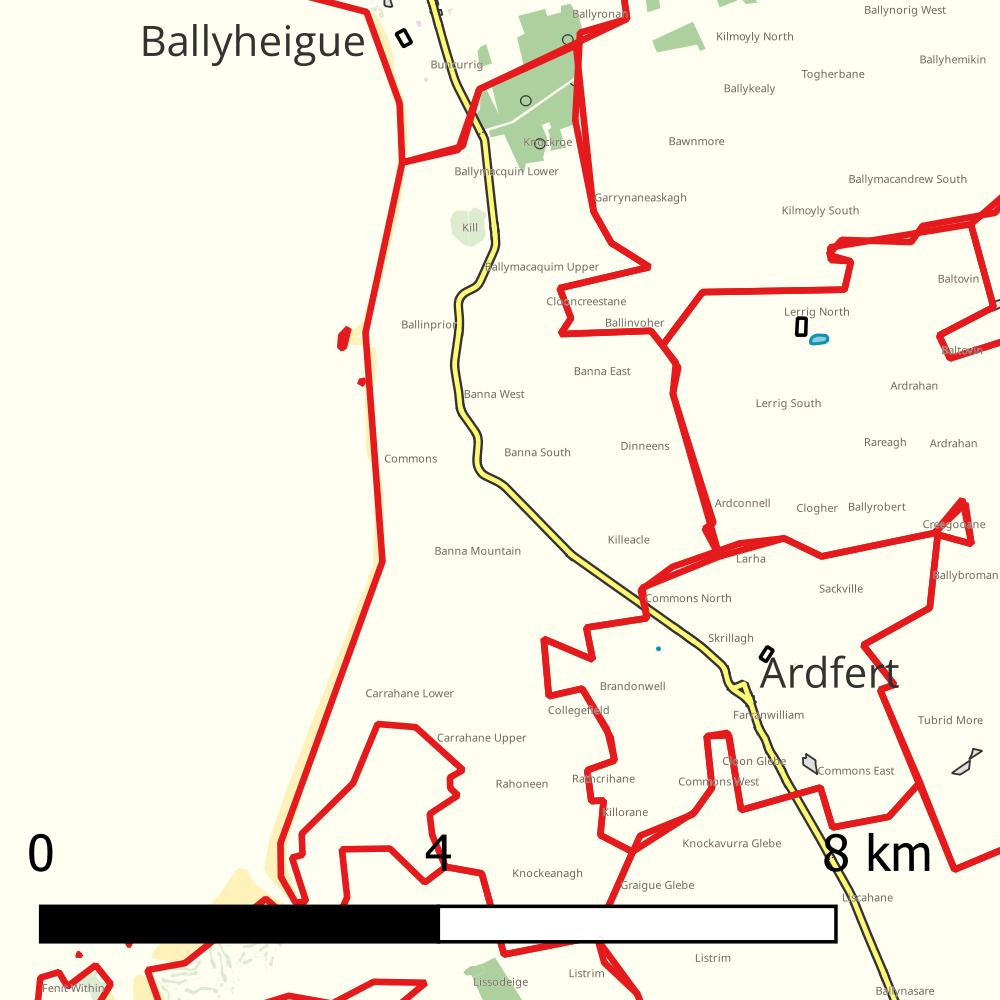 Ballyronan
Ballynorig West
Ballyheigue
Kilmoyly North
Ballyhemikin
Bunturrig
Togherbane
Ballykealy
Knockroe
Bawnmore
Ballymacquin Lower
Ballymacandrew South
Garrynaneaskagh
Kilmoyly South
Kill
Ballymacaquim Upper
Baltovin
Clooncreestane
Lerrig North
Ballinprior
Ballinvoher
Baltovin
Banna East
Ardrahan
Banna West
Lerrig South
Dinneens
Rareagh
Ardrahan
Banna South
Commons
Ardconnell
Clogher
Ballyrobert
Creegoane
Killeacle
Banna Mountain
Larha
Ballybroman
Sackville
Commons North
Skrillagh
Ardfert
Brandonwell
Carrahane Lower
Collegefield
Farranwilliam
Tubrid More
Carrahane Upper
Cloon Glebe
Commons East
Rahoneen
Rathcrihane
Commons West
Killorane
Knockavurra Glebe
0
4
8 km
Knockeanagh
Graigue Glebe
Liscahane
Listrim
Listrim
Lissodeige
Fenit Within
Ballynasare